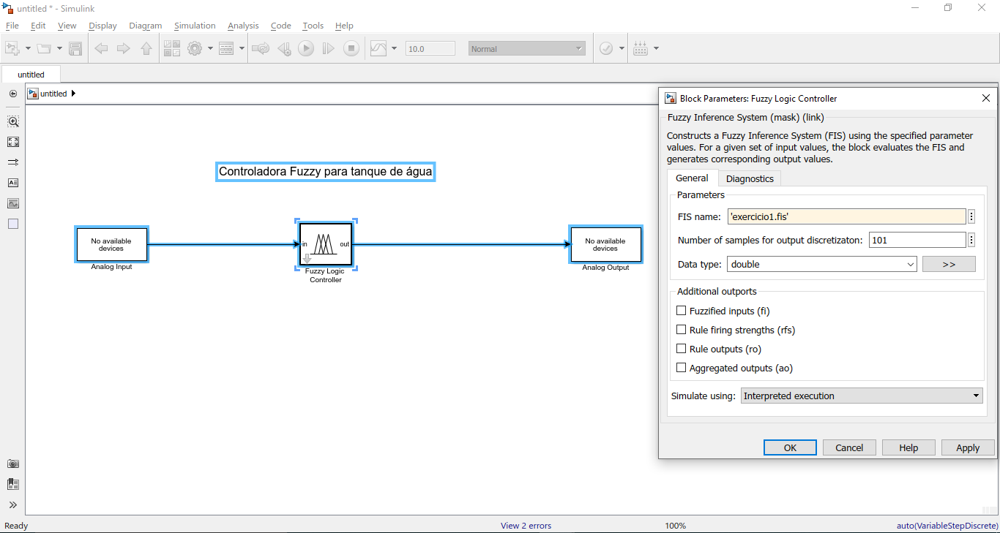 untitled * - Simulink
File Edit View Display Diagram Simulation Analysis Code Tools Help
10.0 Normal
untitled
untitled
Controladora Fuzzy para tanque de água
No available
devices
Analog Input
in out
Fuzzy Logic
Controller
No available
devices
Analog Output
Block Parameters: Fuzzy Logic Controller
Fuzzy Inference System (mask) (link)
Constructs a Fuzzy Inference System (FIS) using the specified parameter
values. For a given set of input values, the block evaluates the FIS and
generates corresponding output values.
General Diagnostics
Parameters
FIS name: 'exercicio1.fis'
Number of samples for output discretizaton: 101
Data type: double >>
Additional outports
Fuzzified inputs (fi)
Rule firing strengths (rfs)
Rule outputs (ro)
Aggregated outputs (ao)
Simulate using: Interpreted execution
OK Cancel Help Apply
Ready View 2 errors 100% auto(VariableStepDiscrete)